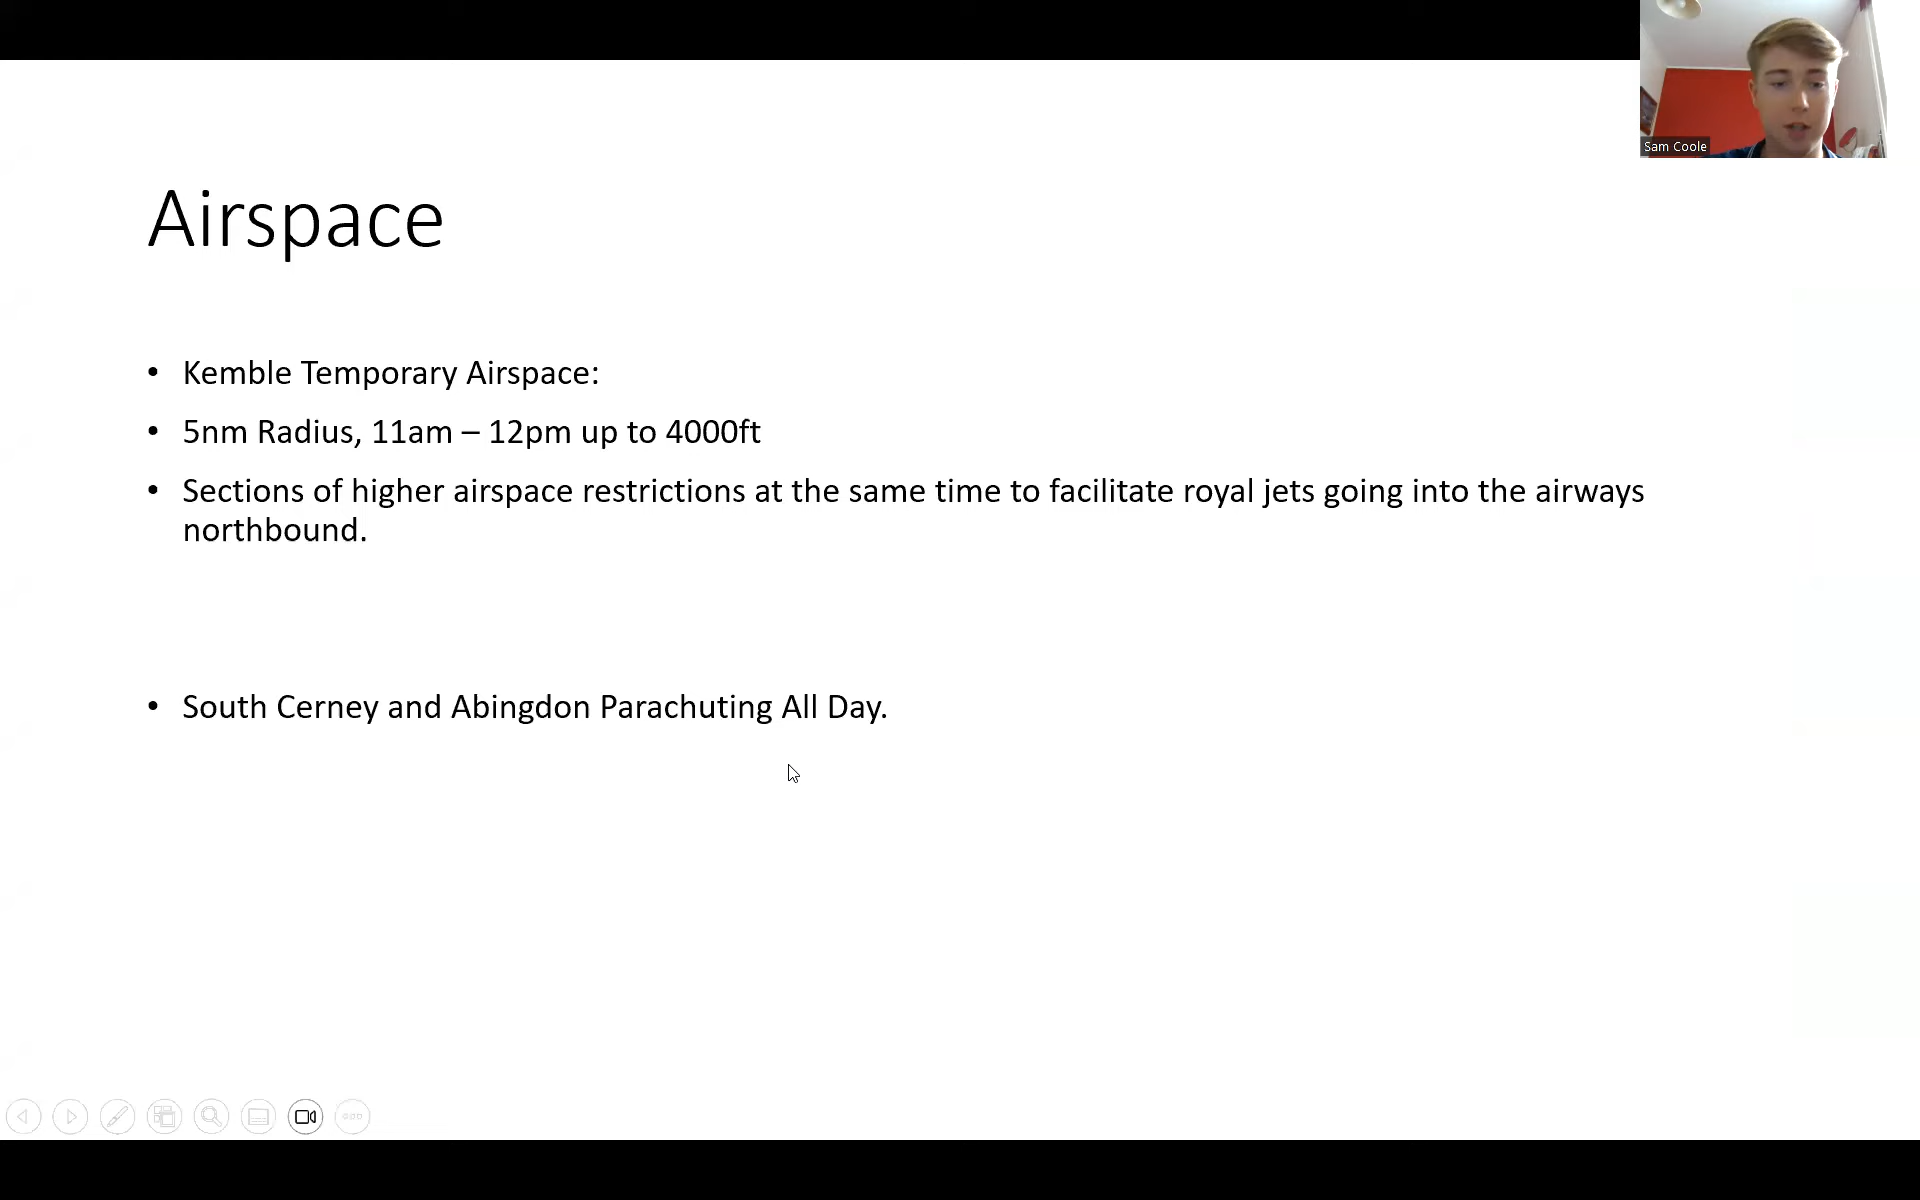 Sam Coole
Airspace
• Kemble Temporary Airspace:
• 5nm Radius, 11am – 12pm up to 4000ft
• Sections of higher airspace restrictions at the same time to facilitate royal jets going into the airways
northbound.
• South Cerney and Abingdon Parachuting All Day.